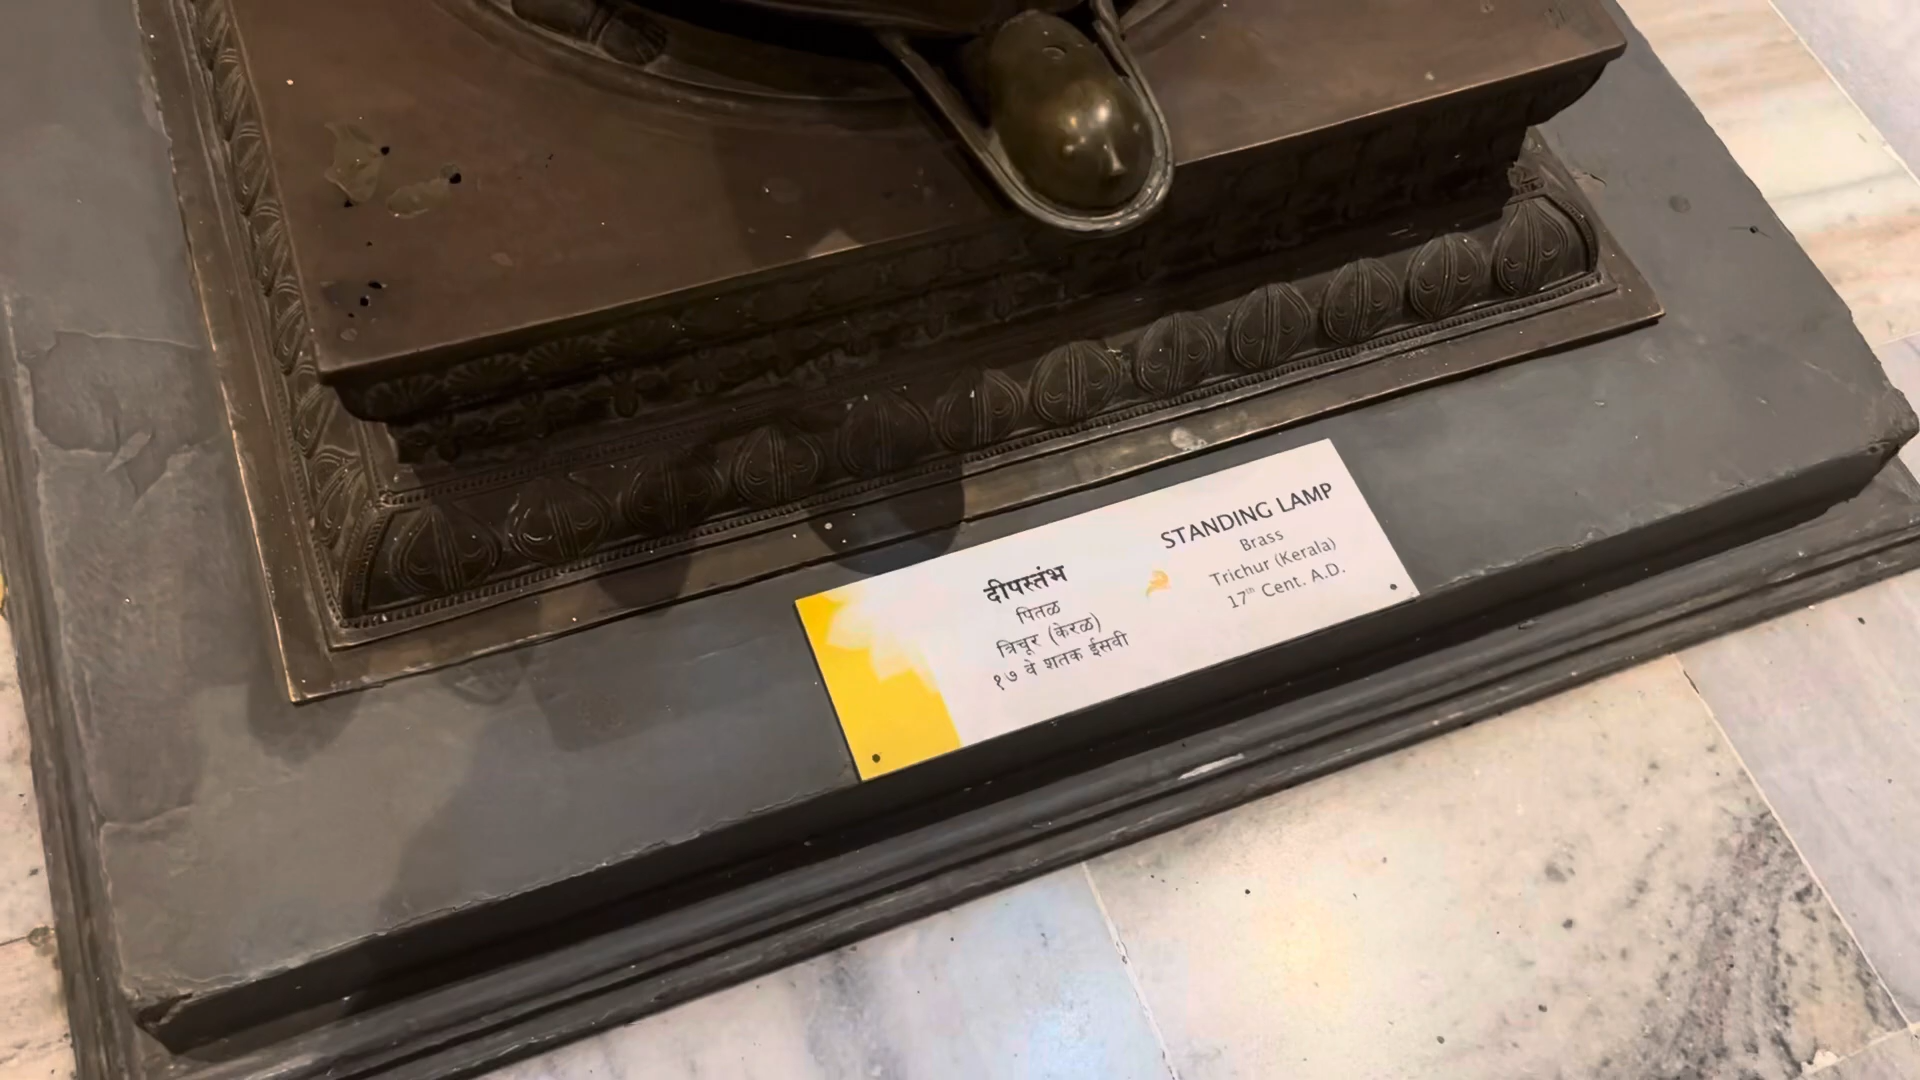 दीपस्तंभ
पितळ
त्रिचूर (केरळ)
१७ वे शतक ईसवी
STANDING LAMP
Brass
Trichur (Kerala)
17th Cent. A.D.